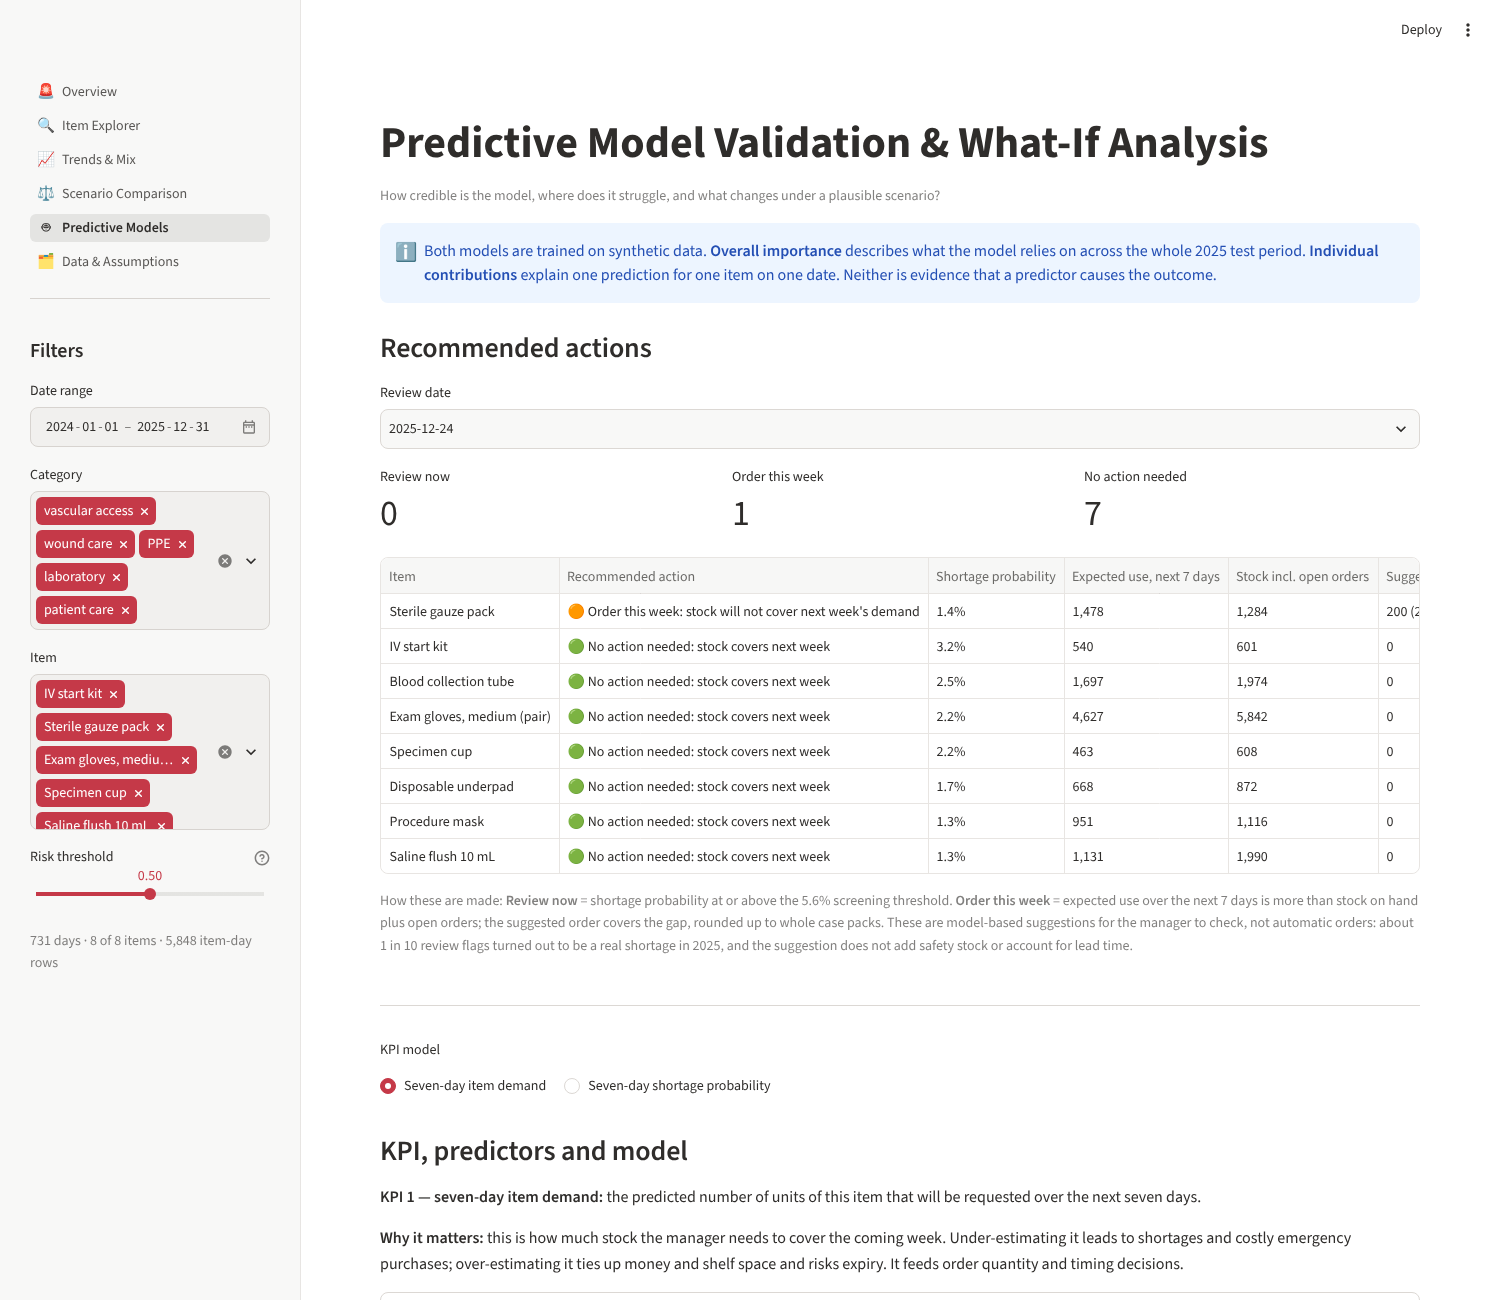 Deploy
Overview
Item Explorer
Trends & Mix
Scenario Comparison
Predictive Models
Data & Assumptions
Filters
Date range
2024-01-01 – 2025-12-31
Category
vascular access
wound care PPE
laboratory
patient care
Item
IV start kit
Sterile gauze pack
Exam gloves, mediu…
Specimen cup
Saline flush 10 mL
Risk threshold
0.50
731 days · 8 of 8 items · 5,848 item-day
rows
Predictive Model Validation & What-If Analysis
How credible is the model, where does it struggle, and what changes under a plausible scenario?
Both models are trained on synthetic data. Overall importance describes what the model relies on across the whole 2025 test period. Individual
contributions explain one prediction for one item on one date. Neither is evidence that a predictor causes the outcome.
Recommended actions
Review date
2025-12-24
Review now Order this week No action needed
0 1 7
Item Recommended action Shortage probability Expected use, next 7 days Stock incl. open orders Sugge
Sterile gauze pack Order this week: stock will not cover next week's demand 1.4% 1,478 1,284 200 (2
IV start kit No action needed: stock covers next week 3.2% 540 601 0
Blood collection tube No action needed: stock covers next week 2.5% 1,697 1,974 0
Exam gloves, medium (pair) No action needed: stock covers next week 2.2% 4,627 5,842 0
Specimen cup No action needed: stock covers next week 2.2% 463 608 0
Disposable underpad No action needed: stock covers next week 1.7% 668 872 0
Procedure mask No action needed: stock covers next week 1.3% 951 1,116 0
Saline flush 10 mL No action needed: stock covers next week 1.3% 1,131 1,990 0
How these are made: Review now = shortage probability at or above the 5.6% screening threshold. Order this week = expected use over the next 7 days is more than stock on hand
plus open orders; the suggested order covers the gap, rounded up to whole case packs. These are model-based suggestions for the manager to check, not automatic orders: about
1 in 10 review flags turned out to be a real shortage in 2025, and the suggestion does not add safety stock or account for lead time.
KPI model
Seven-day item demand Seven-day shortage probability
KPI, predictors and model
KPI 1 — seven-day item demand: the predicted number of units of this item that will be requested over the next seven days.
Why it matters: this is how much stock the manager needs to cover the coming week. Under-estimating it leads to shortages and costly emergency
purchases; over-estimating it ties up money and shelf space and risks expiry. It feeds order quantity and timing decisions.